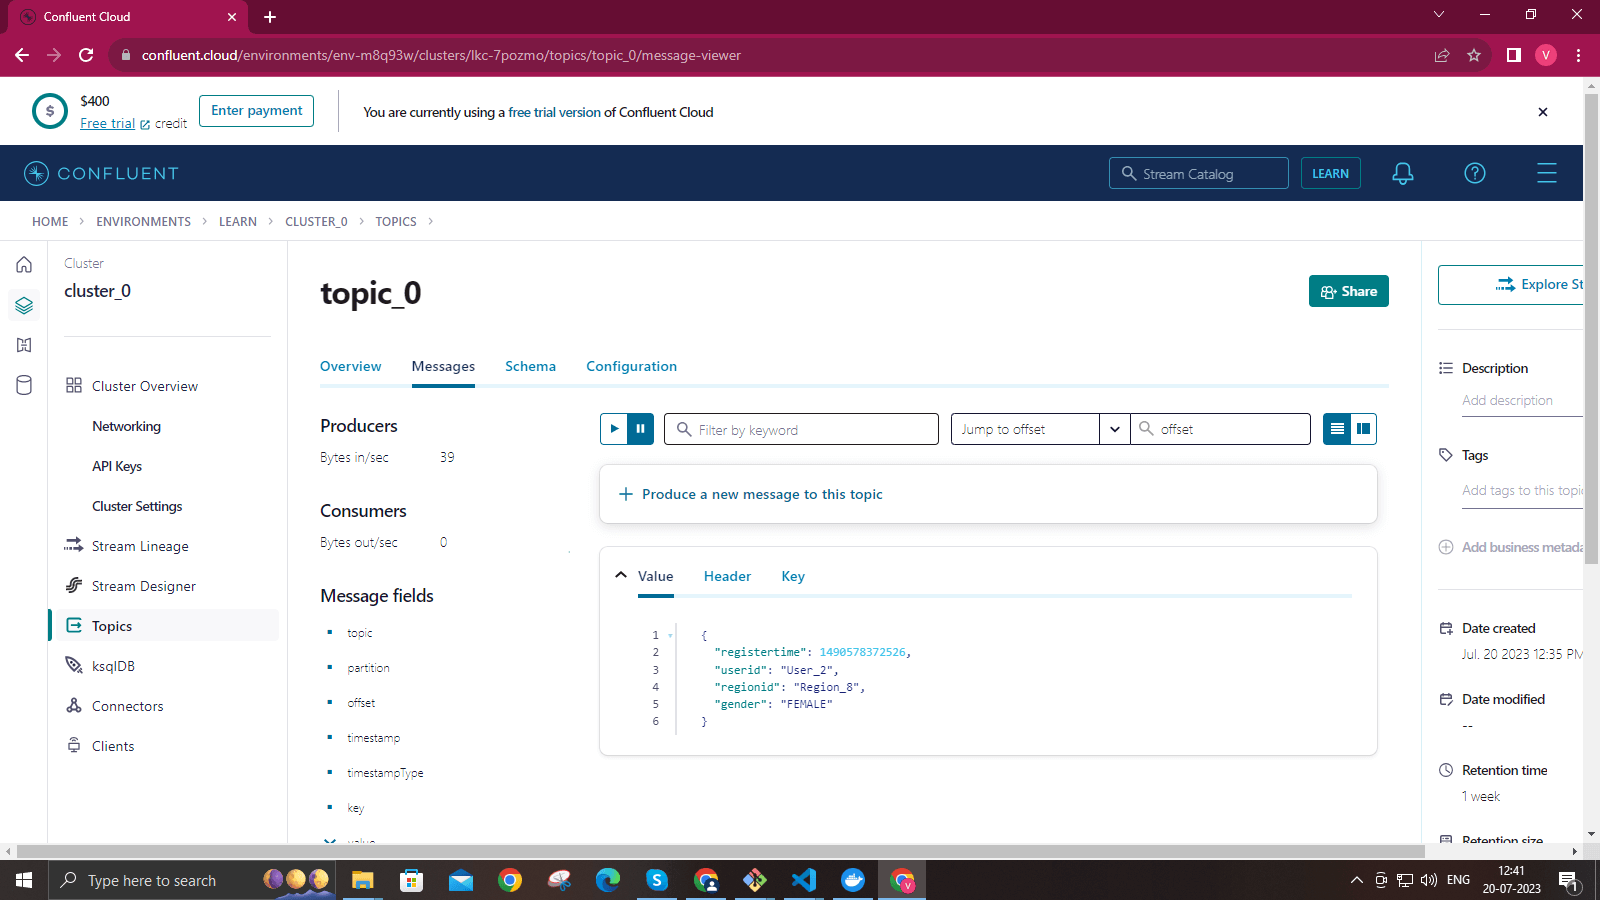 Confluent Cloud
confluent.cloud/environments/env-m8q93w/clusters/lkc-7pozmo/topics/topic_0/message-viewer
V
$
$400
Free trial credit
Enter payment
You are currently using a free trial version of Confluent Cloud
CONFLUENT
Stream Catalog
LEARN
?
HOME > ENVIRONMENTS > LEARN > CLUSTER_0 > TOPICS >
Cluster
cluster_0
Cluster Overview
Networking
API Keys
Cluster Settings
Stream Lineage
Stream Designer
Topics
ksqlDB
Connectors
Clients
topic_0
Share
Overview
Messages
Schema
Configuration
Producers
Bytes in/sec 39
Consumers
Bytes out/sec 0
Message fields
topic
partition
offset
timestamp
timestampType
key
value
Filter by keyword
Jump to offset
offset
Produce a new message to this topic
Value
Header
Key
1 {
2 "registertime": 1490578372526,
3 "userid": "User_2",
4 "regionid": "Region_8",
5 "gender": "FEMALE"
6 }
Explore St
Description
Add description
Tags
Add tags to this topic
Add business metada
Date created
Jul. 20 2023 12:35 PM
Date modified
--
Retention time
1 week
Retention size
Type here to search
S
V
ENG
12:41
20-07-2023
1